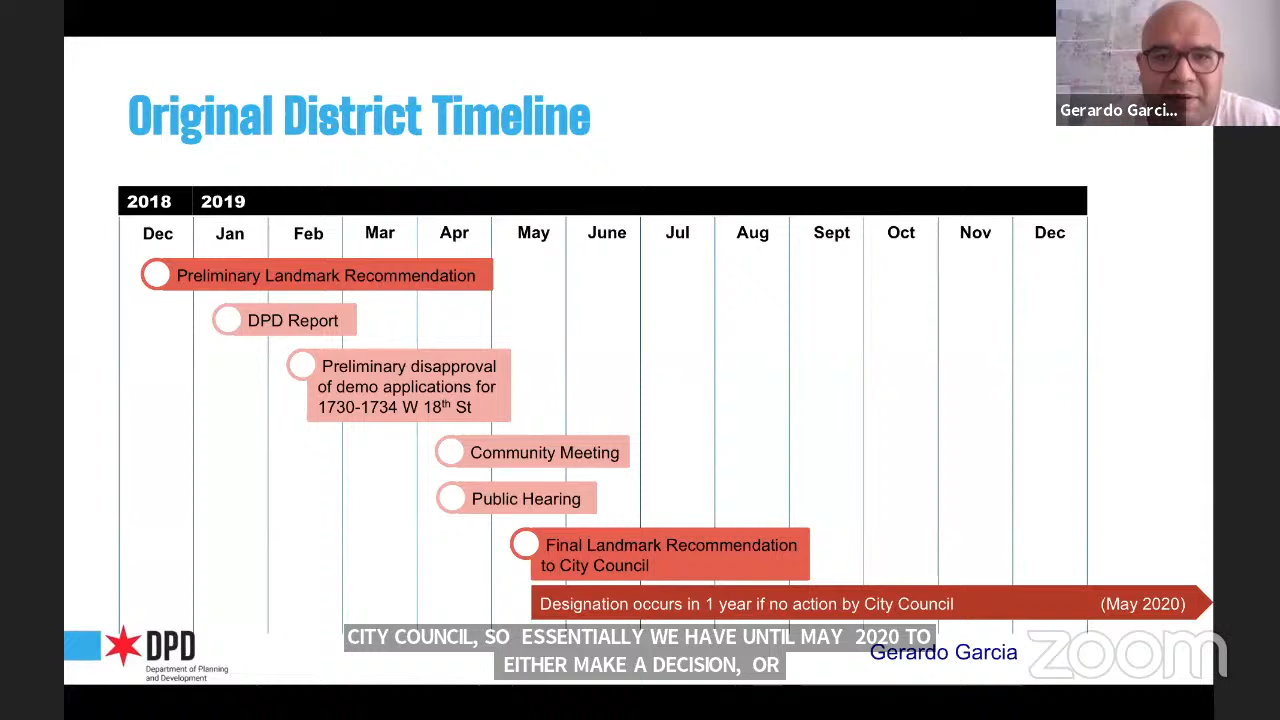 Original District Timeline
Gerardo Garci...
2018 2019
Dec Jan Feb Mar Apr May June Jul Aug Sept Oct Nov Dec
Preliminary Landmark Recommendation
DPD Report
Preliminary disapproval
of demo applications for
1730-1734 W 18th St
Community Meeting
Public Hearing
Final Landmark Recommendation
to City Council
Designation occurs in 1 year if no action by City Council (May 2020)
CITY COUNCIL, SO ESSENTIALLY WE HAVE UNTIL MAY 2020 TO
EITHER MAKE A DECISION, OR
DPD
Department of Planning
and Development
Gerardo Garcia
zoom